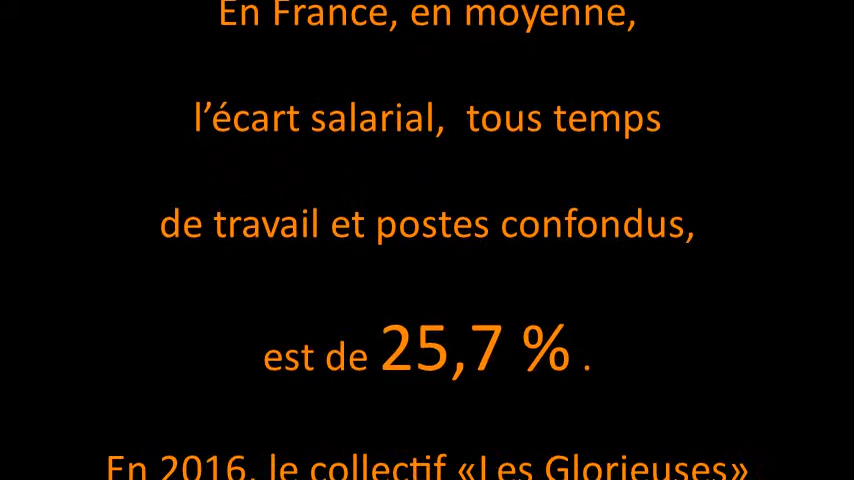 En France, en moyenne,
l’écart salarial, tous temps
de travail et postes confondus,
est de 25,7 % .
En 2016, le collectif «Les Glorieuses»